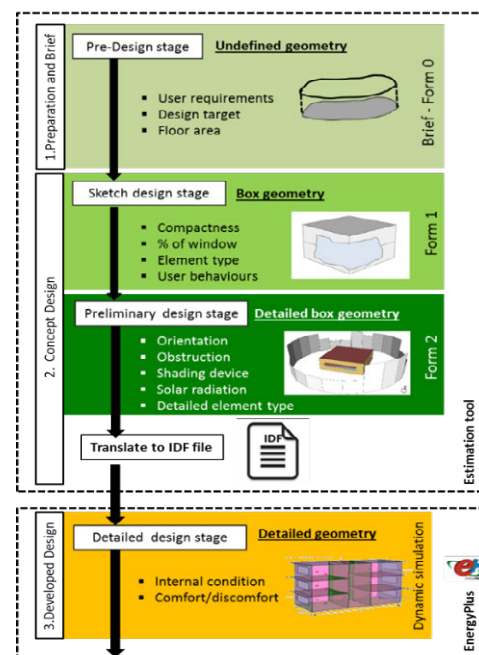 1.Preparation and Brief
Pre-Design stage
Undefined geometry
▪ User requirements
▪ Design target
▪ Floor area
Brief - Form 0
2. Concept Design
Sketch design stage
Box geometry
▪ Compactness
▪ % of window
▪ Element type
▪ User behaviours
Form 1
Preliminary design stage
Detailed box geometry
▪ Orientation
▪ Obstruction
▪ Shading device
▪ Solar radiation
▪ Detailed element type
Form 2
Translate to IDF file
IDF
Estimation tool
3.Developed Design
Detailed design stage
Detailed geometry
▪ Internal condition
▪ Comfort/discomfort
Dynamic simulation
EnergyPlus